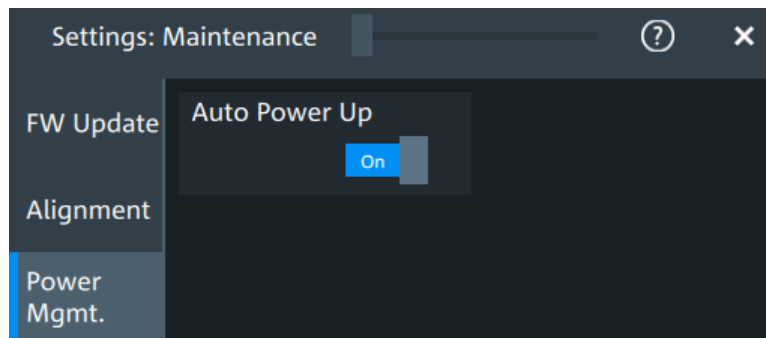 Settings: Maintenance
?
×
FW Update
Auto Power Up
On
Alignment
Power
Mgmt.